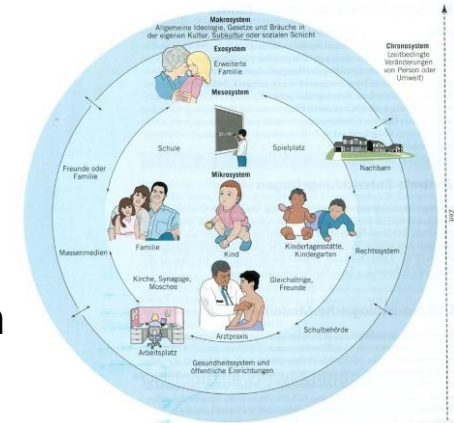 Makrosystem
Allgemeine Ideologie, Gesetze und Bräuche in
der eigenen Kultur, Subkultur oder sozialen Schicht
Exosystem
Erweiterte
Familie
Chronosystem
(zeitbedingte
Veränderungen
von Person oder
Umwelt)
Mesosystem
Schule
Spielplatz
Nachbarn
Freunde oder
Familie
Mikrosystem
Zeit
Familie
Kind
Kindertagesstätte,
Kindergarten
Massenmedien
Rechtssystem
Kirche, Synagoge,
Moschee
Gleichaltrige,
Freunde
n
Arztpraxis
Schulbehörde
Arbeitsplatz
Gesundheitssystem und
öffentliche Einrichtungen